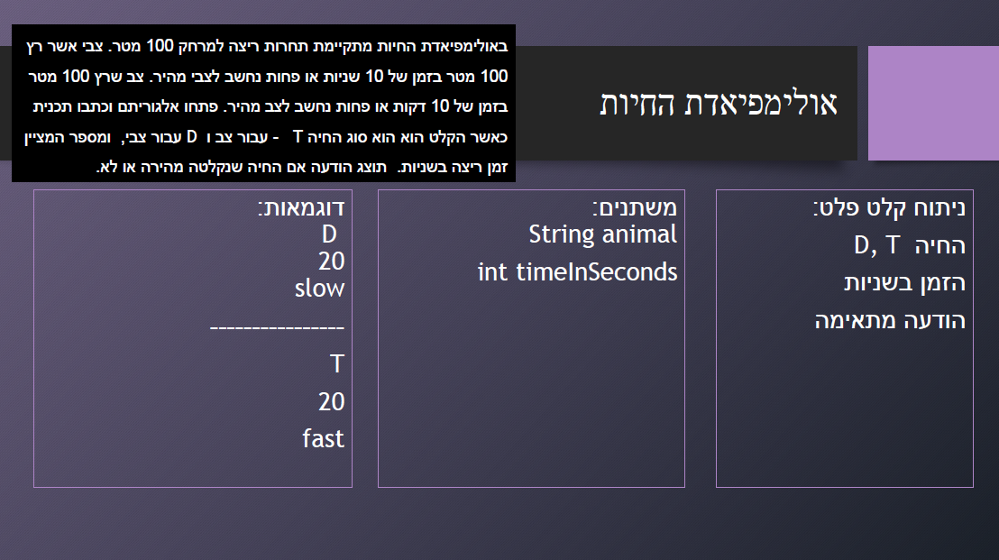 באולימפיאדת החיות מתקיימת תחרות ריצה למרחק 100 מטר. צבי אשר רץ
100 מטר בזמן של 10 שניות או פחות נחשב לצבי מהיר. צב שרץ 100 מטר
בזמן של 10 דקות או פחות נחשב לצב מהיר. פתחו אלגוריתם וכתבו תכנית
כאשר הקלט הוא הוא סוג החיה T - עבור צב ו D עבור צבי, ומספר המציין
זמן ריצה בשניות. תוצג הודעה אם החיה שנקלטה מהירה או לא.
אולימפיאדת החיות
ניתוח קלט פלט:
החיה D, T
הזמן בשניות
הודעה מתאימה
משתנים:
String animal
int timeInSeconds
דוגמאות:
D
20
slow
----------------
T
20
fast